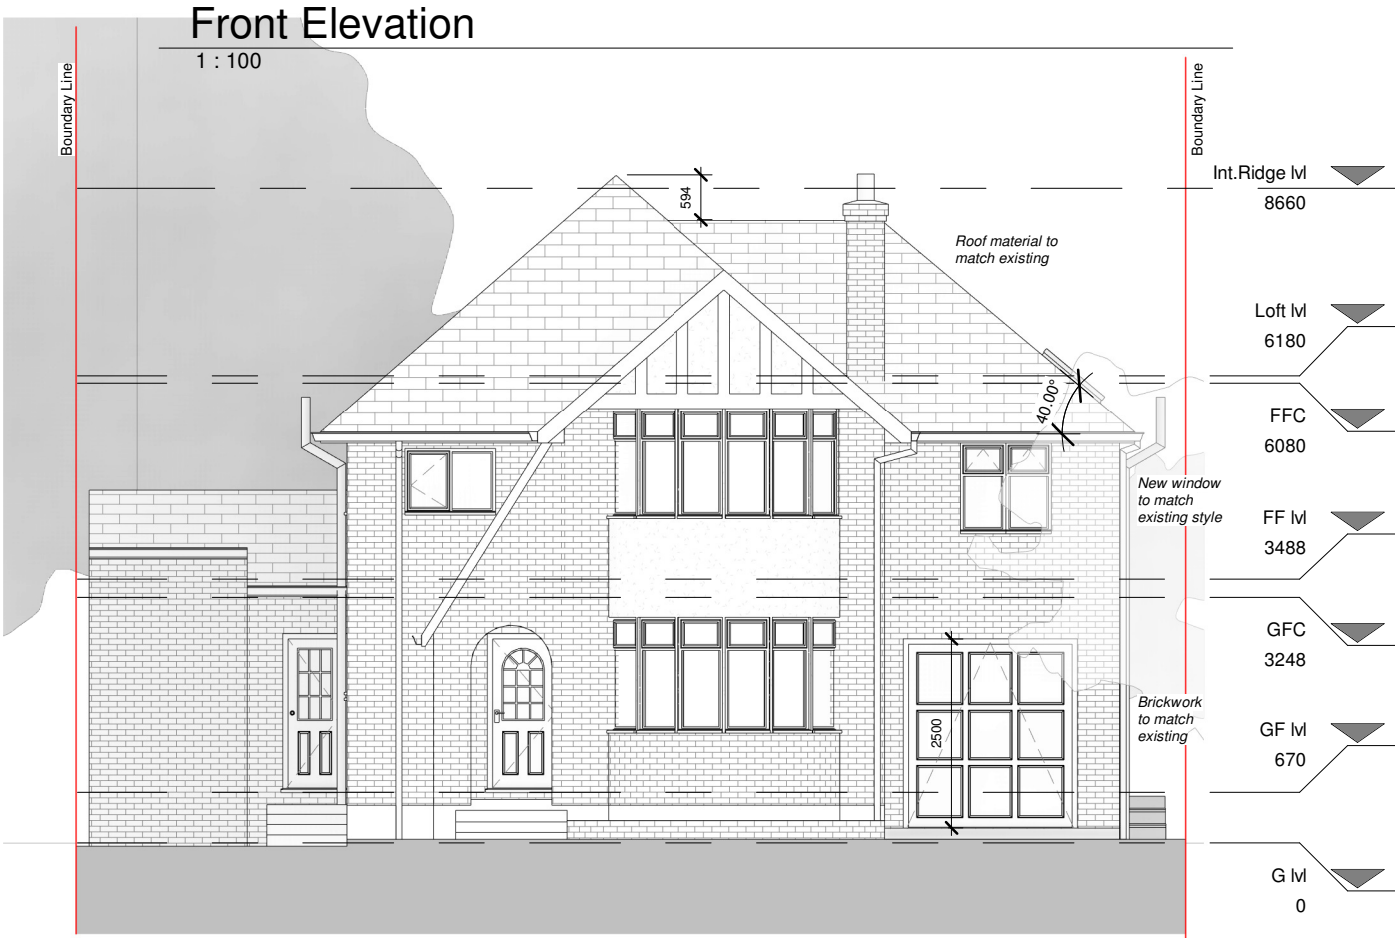 Front Elevation
1 : 100
Boundary Line
Boundary Line
Int.Ridge lvl
8660
594
Roof material to
match existing
Loft lvl
6180
40.00°
FFC
6080
New window
to match
existing style
FF lvl
3488
GFC
3248
Brickwork
to match
existing
2500
GF lvl
670
G lvl
0